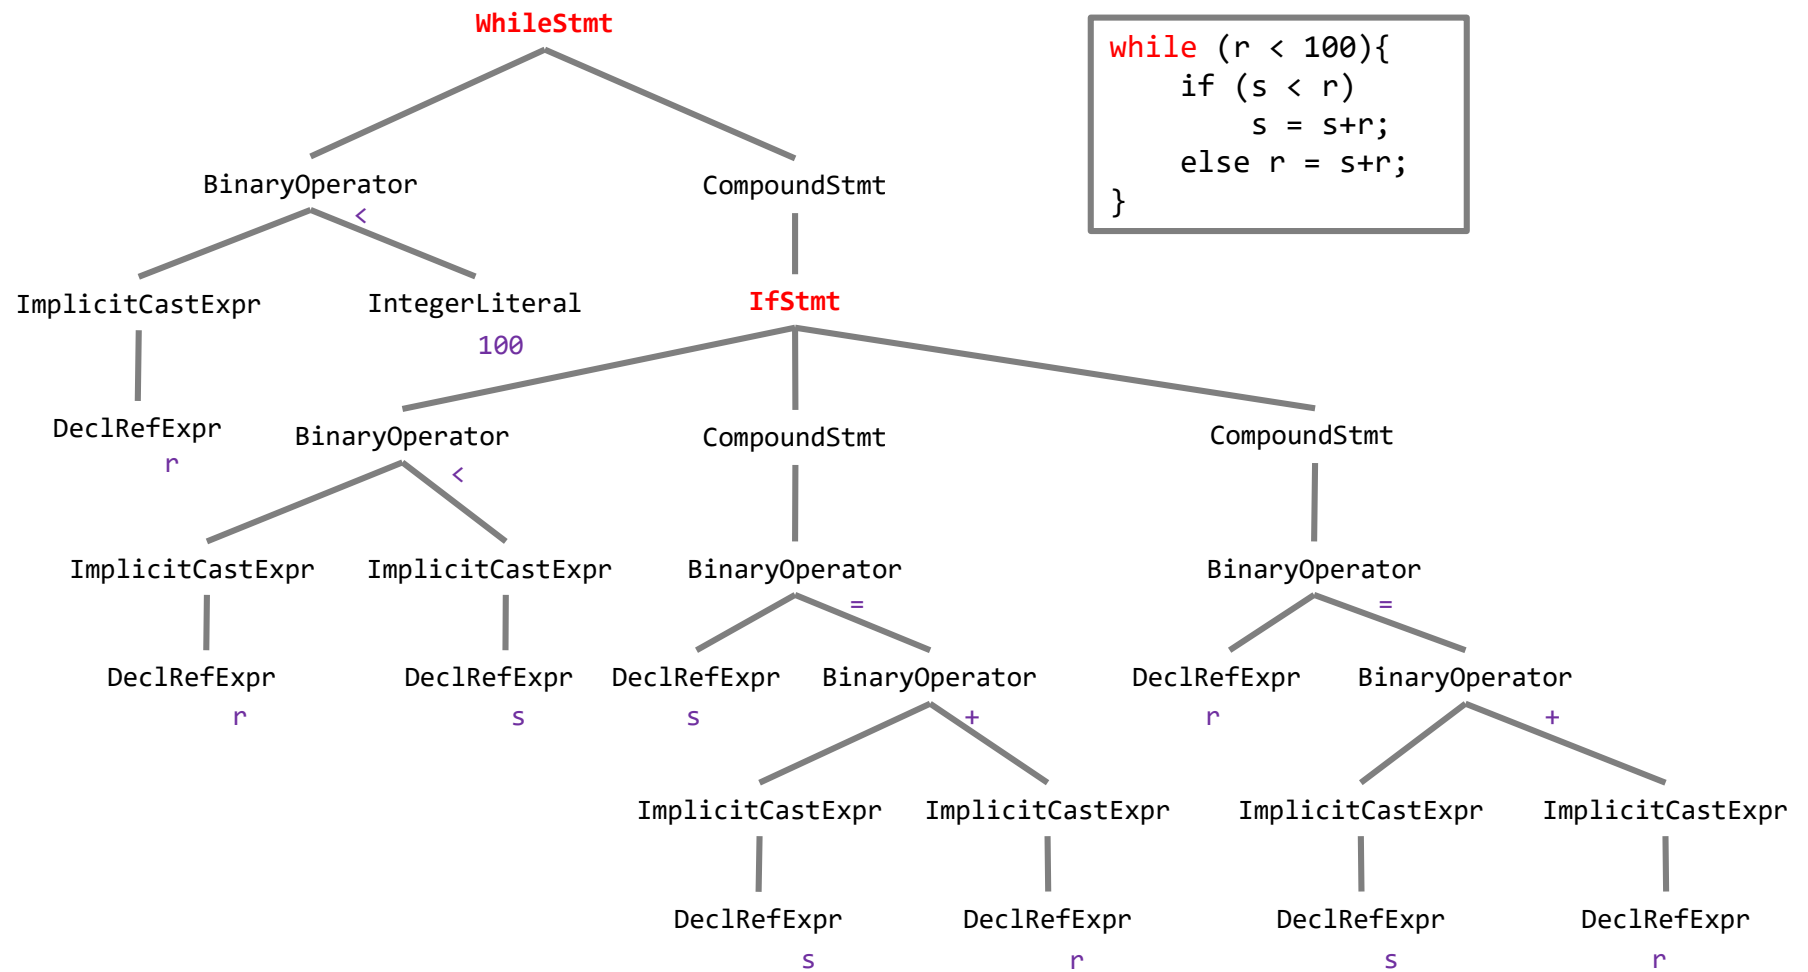 WhileStmt
while (r < 100){
if (s < r)
s = s+r;
else r = s+r;
}
BinaryOperator CompoundStmt
<
ImplicitCastExpr IntegerLiteral IfStmt
100
DeclRefExpr BinaryOperator CompoundStmt CompoundStmt
r <
ImplicitCastExpr ImplicitCastExpr BinaryOperator BinaryOperator
= =
DeclRefExpr DeclRefExpr DeclRefExpr BinaryOperator DeclRefExpr BinaryOperator
r s s + r +
ImplicitCastExpr ImplicitCastExpr ImplicitCastExpr ImplicitCastExpr
DeclRefExpr DeclRefExpr DeclRefExpr DeclRefExpr
s r s r